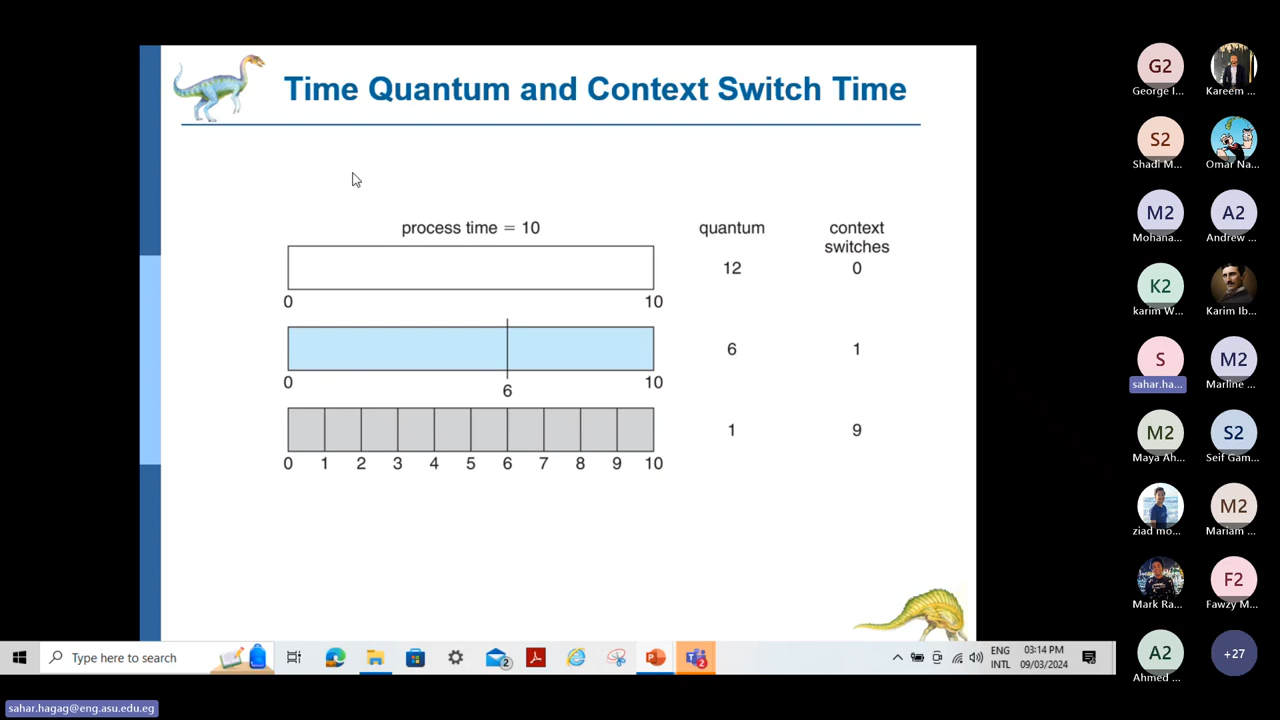 Time Quantum and Context Switch Time
process time = 10
quantum
context
switches
12
0
0
10
6
1
0
10
6
1
9
0 1 2 3 4 5 6 7 8 9 10
G2
George I...
Kareem ...
S2
Shadi M...
Omar Na...
M2
Mohana...
A2
Andrew ...
K2
karim W...
Karim Ib...
S
sahar.ha...
M2
Marline ...
M2
Maya Ah...
S2
Seif Gam...
ziad mo...
M2
Mariam ...
Mark Ra...
F2
Fawzy M...
A2
Ahmed ...
+27
Type here to search
2
2
ENG
INTL
03:14 PM
09/03/2024
sahar.hagag@eng.asu.edu.eg